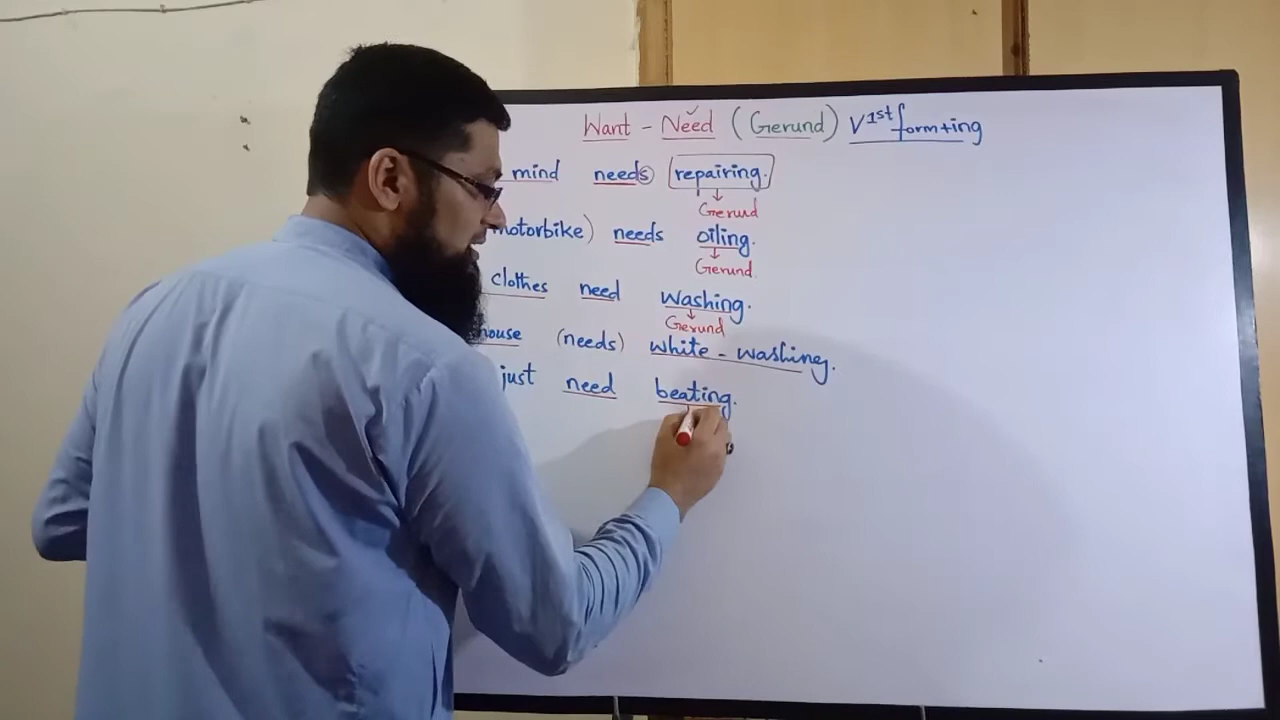 Want - Need (Gerund) V 1st form+ing
mind needs repairing.
Gerund
motorbike) needs oiling.
Gerund
clothes need washing.
Gerund
house (needs) white - washing.
just need beating.